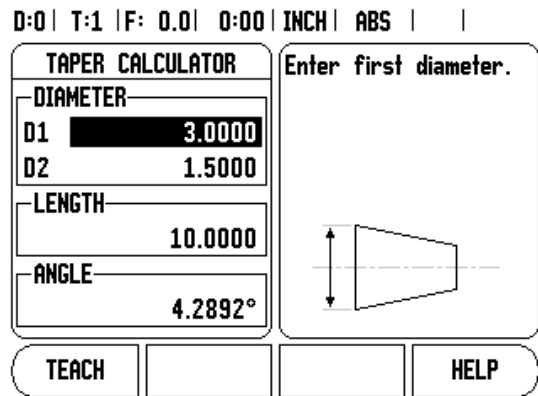 D:0 | T:1 | F: 0.0 | 0:00 | INCH | ABS | |
TAPER CALCULATOR
DIAMETER
D1 3.0000
D2 1.5000
LENGTH
10.0000
ANGLE
4.2892°
Enter first diameter.
TEACH HELP